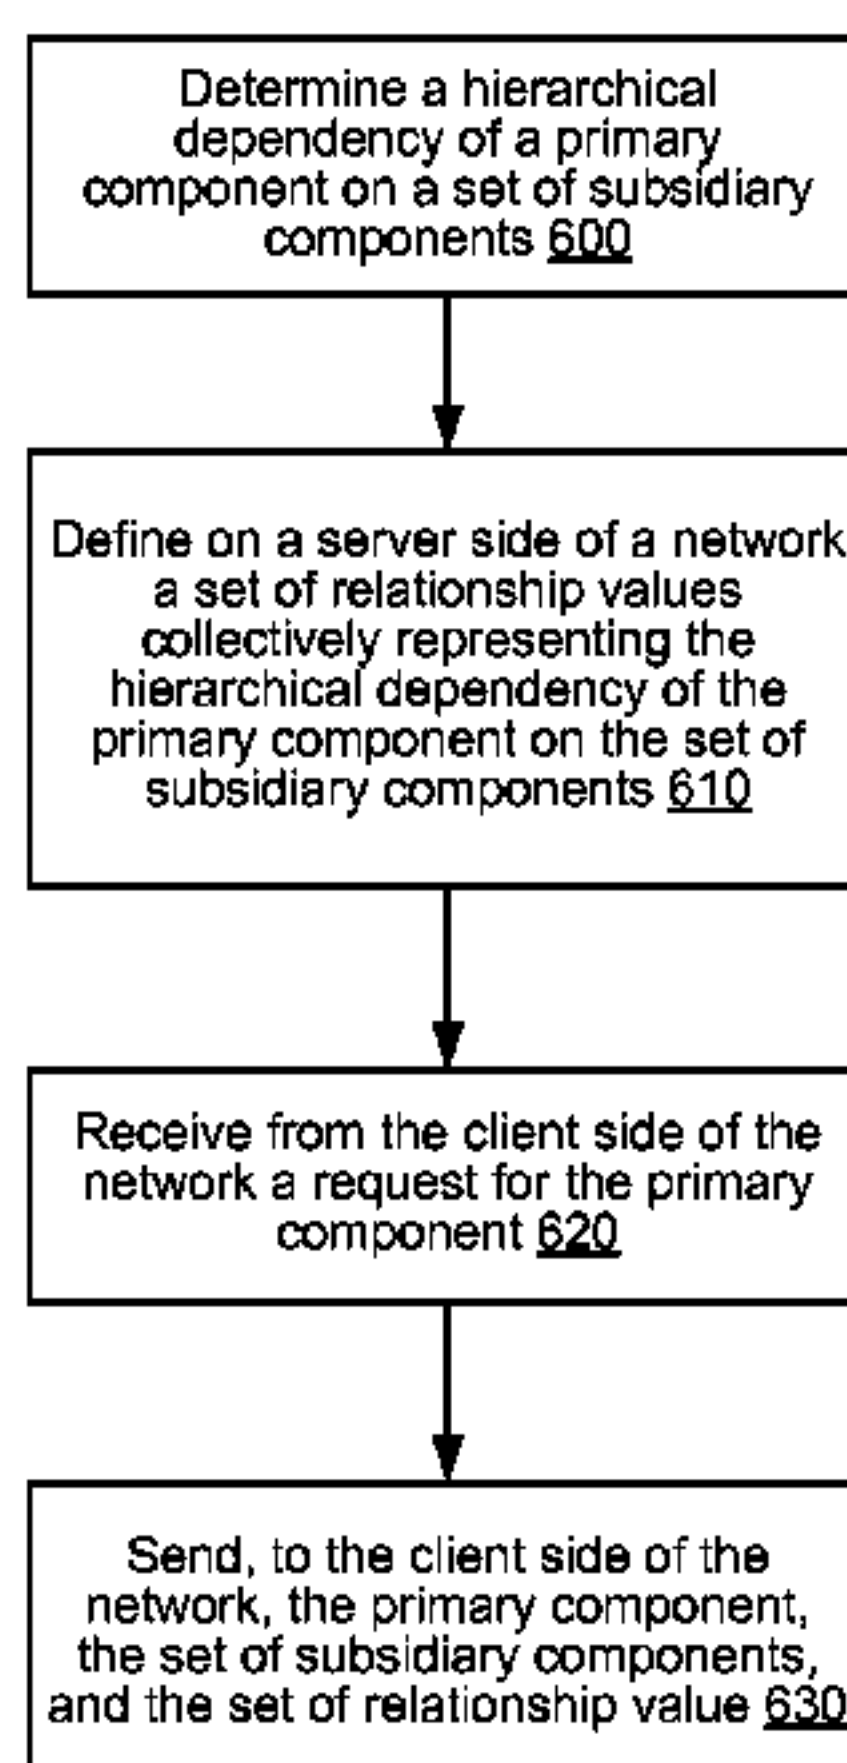 Determine a hierarchical
dependency of a primary
component on a set of subsidiary
components 600
Define on a server side of a network
a set of relationship values
collectively representing the
hierarchical dependency of the
primary component on the set of
subsidiary components 610
Receive from the client side of the
network a request for the primary
component 620
Send, to the client side of the
network, the primary component,
the set of subsidiary components,
and the set of relationship value 630